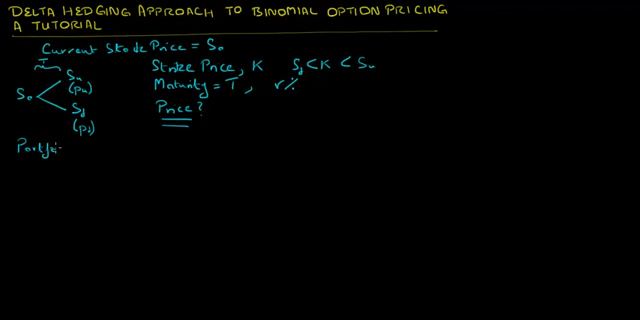 DELTA HEDGING APPROACH TO BINOMIAL OPTION PRICING
A TUTORIAL
Current Stock Price = S₀
T
Su
Strike Price, K Sd < K < Su
(pu)
Maturity = T, r%
S₀
Sd
Price?
(pd)
Portfo